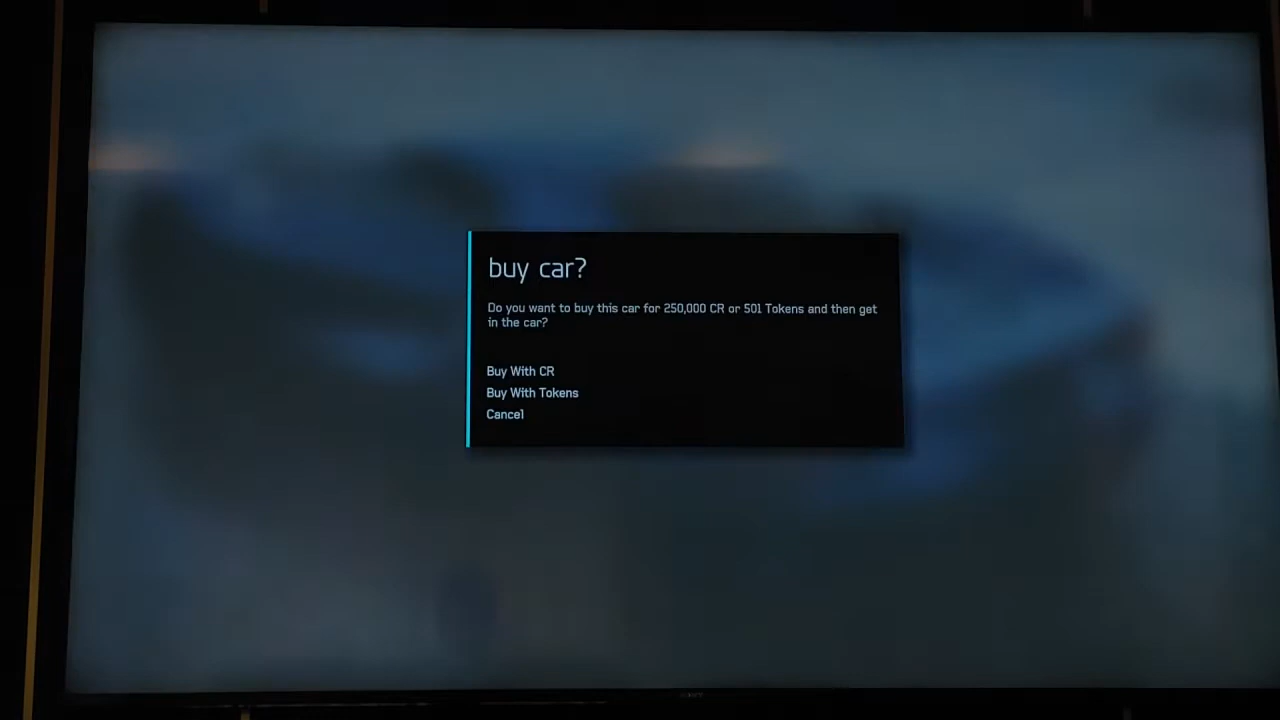 buy car?
Do you want to buy this car for 250,000 CR or 501 Tokens and then get
in the car?
Buy With CR
Buy With Tokens
Cancel